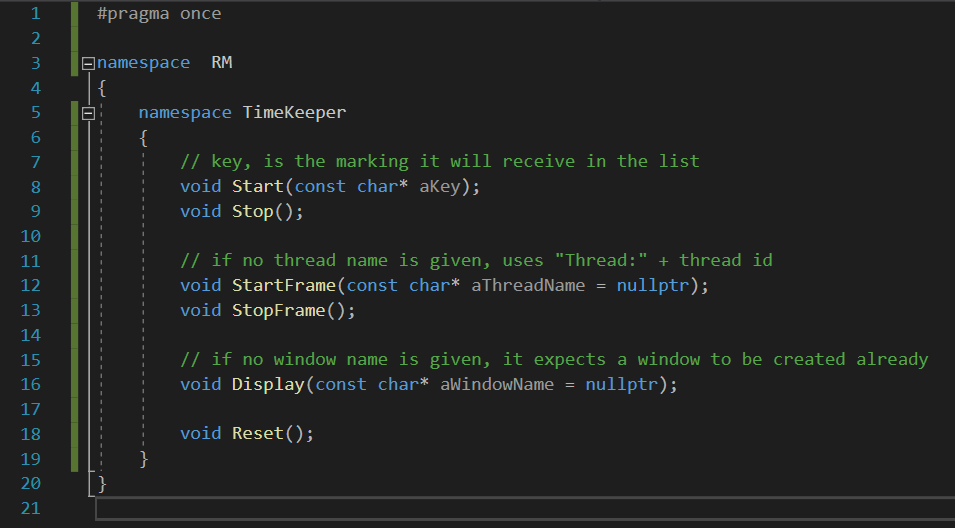 1 #pragma once
2
3 namespace  RM
4 {
5     namespace TimeKeeper
6     {
7         // key, is the marking it will receive in the list
8         void Start(const char* aKey);
9         void Stop();
10
11         // if no thread name is given, uses "Thread:" + thread id
12         void StartFrame(const char* aThreadName = nullptr);
13         void StopFrame();
14
15         // if no window name is given, it expects a window to be created already
16         void Display(const char* aWindowName = nullptr);
17
18         void Reset();
19     }
20 }
21